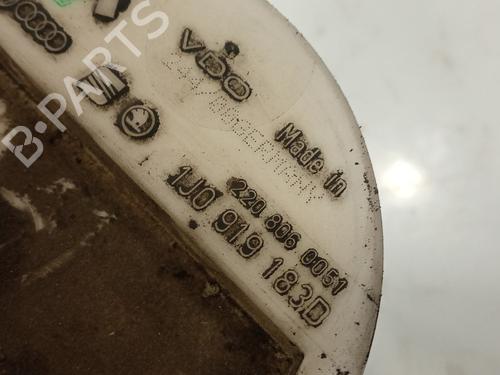 VDO
Made in
GERMANY
220 806 0051
1J0 919 183D
B-PARTS